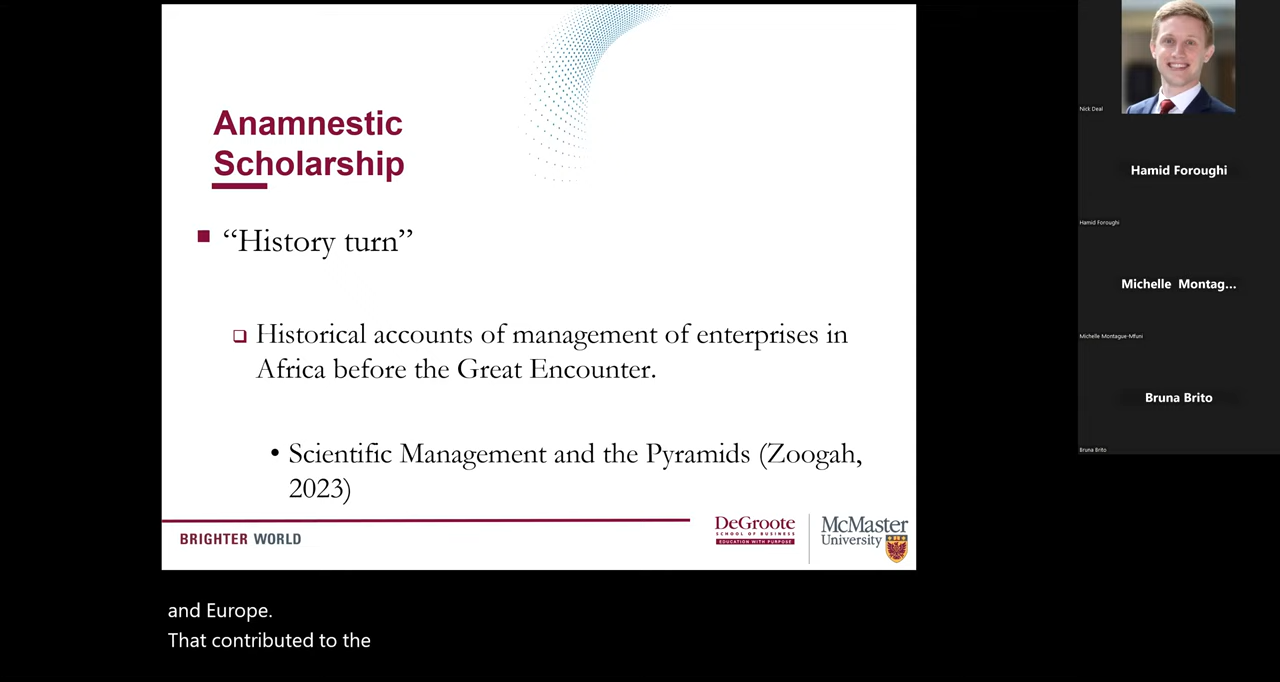 Anamnestic
Scholarship
“History turn”
Historical accounts of management of enterprises in
Africa before the Great Encounter.
• Scientific Management and the Pyramids (Zoogah,
2023)
BRIGHTER WORLD
DeGroote
SCHOOL OF BUSINESS
EDUCATION WITH PURPOSE
McMaster
University
and Europe.
That contributed to the
Nick Deal
Hamid Foroughi
Hamid Foroughi
Michelle Montag...
Michelle Montague-Mfuni
Bruna Brito
Bruna Brito